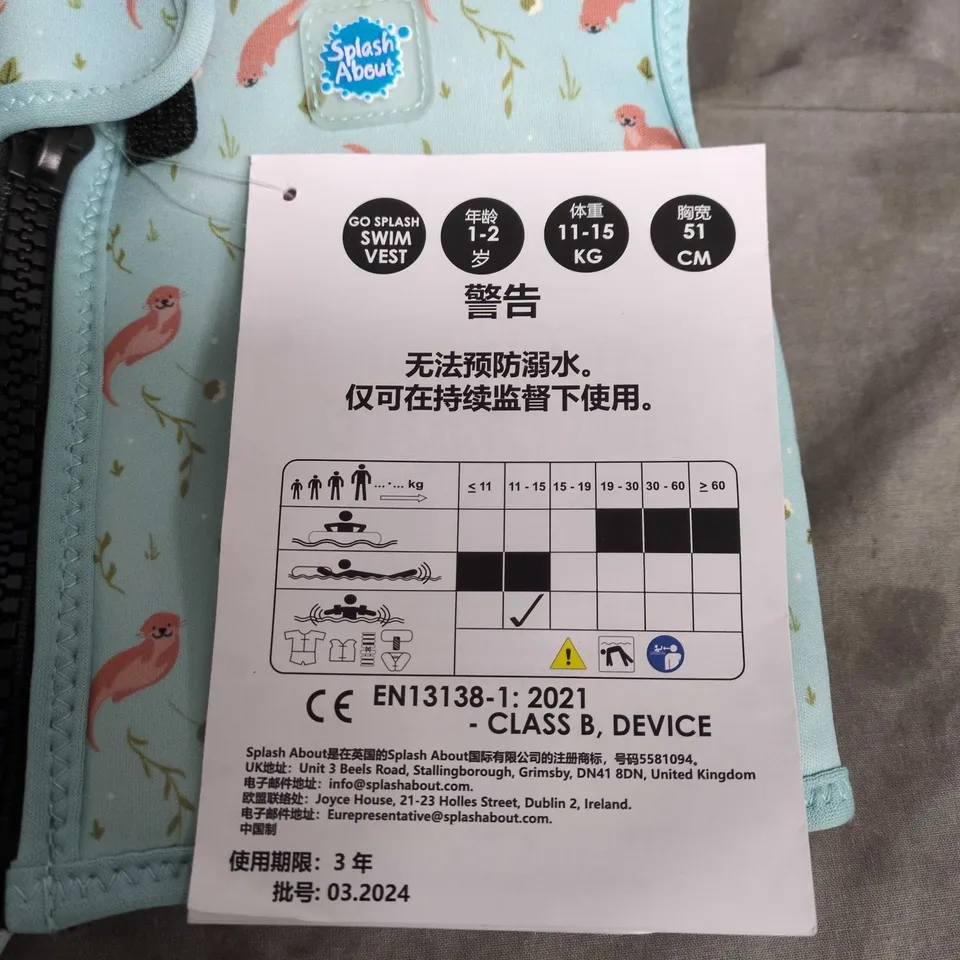 Splash
About
GO SPLASH
SWIM
VEST
年龄
1-2
岁
体重
11-15
KG
胸宽
51
CM
警告
无法预防溺水。
仅可在持续监督下使用。
...·... kg
≤ 11
11 - 15
15 - 19
19 - 30
30 - 60
≥ 60
CE EN13138-1: 2021
- CLASS B, DEVICE
Splash About是在英国的Splash About国际有限公司的注册商标，号码5581094。
UK地址：Unit 3 Beels Road, Stallingborough, Grimsby, DN41 8DN, United Kingdom
电子邮件地址：info@splashabout.com.
欧盟联络处：Joyce House, 21-23 Holles Street, Dublin 2, Ireland.
电子邮件地址：Eurepresentative@splashabout.com.
中国制
使用期限：3 年
批号: 03.2024